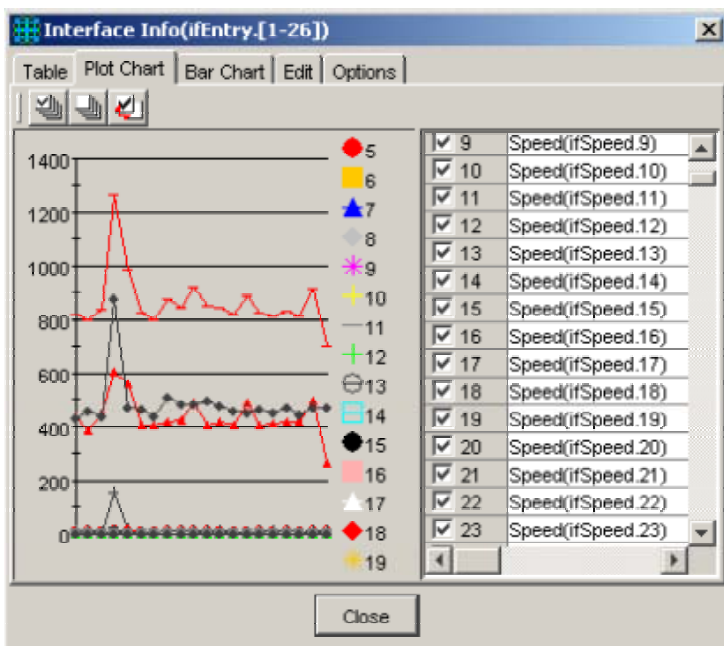 Interface Info(ifEntry.[1-26])
Table Plot Chart Bar Chart Edit Options
1400
1200
1000
800
600
400
200
0
5
6
7
8
9
10
11
12
13
14
15
16
17
18
19
9 Speed(ifSpeed.9)
10 Speed(ifSpeed.10)
11 Speed(ifSpeed.11)
12 Speed(ifSpeed.12)
13 Speed(ifSpeed.13)
14 Speed(ifSpeed.14)
15 Speed(ifSpeed.15)
16 Speed(ifSpeed.16)
17 Speed(ifSpeed.17)
18 Speed(ifSpeed.18)
19 Speed(ifSpeed.19)
20 Speed(ifSpeed.20)
21 Speed(ifSpeed.21)
22 Speed(ifSpeed.22)
23 Speed(ifSpeed.23)
Close